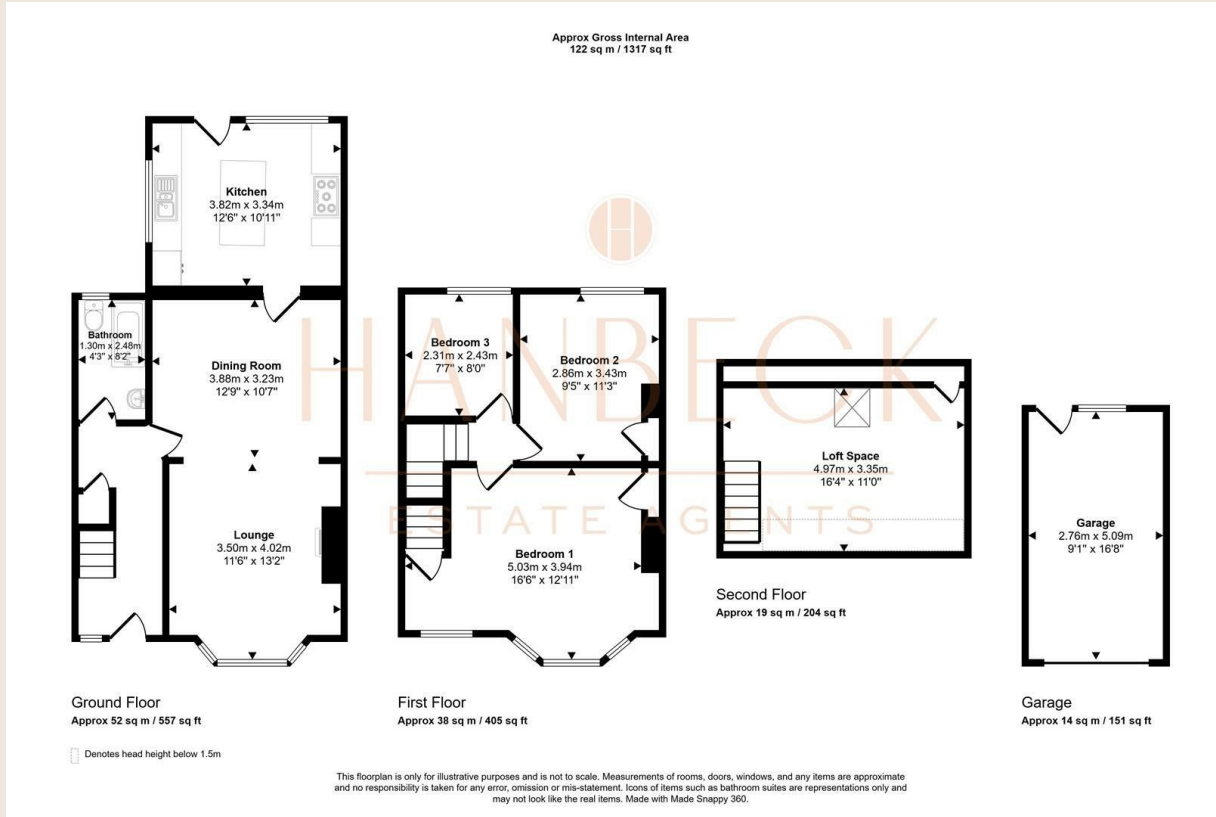 Approx Gross Internal Area
122 sq m / 1317 sq ft
Kitchen
3.82m x 3.34m
12'6" x 10'11"
Bathroom
1.30m x 2.48m
4'3" x 8'2"
Dining Room
3.88m x 3.23m
12'9" x 10'7"
Lounge
3.50m x 4.02m
11'6" x 13'2"
Bedroom 3
2.31m x 2.43m
7'7" x 8'0"
Bedroom 2
2.86m x 3.43m
9'5" x 11'3"
Bedroom 1
5.03m x 3.94m
16'6" x 12'11"
Loft Space
4.97m x 3.35m
16'4" x 11'0"
Garage
2.76m x 5.09m
9'1" x 16'8"
H
HANBECK
ESTATE AGENTS
Ground Floor
Approx 52 sq m / 557 sq ft
First Floor
Approx 38 sq m / 405 sq ft
Second Floor
Approx 19 sq m / 204 sq ft
Garage
Approx 14 sq m / 151 sq ft
Denotes head height below 1.5m
This floorplan is only for illustrative purposes and is not to scale. Measurements of rooms, doors, windows, and any items are approximate
and no responsibility is taken for any error, omission or mis-statement. Icons of items such as bathroom suites are representations only and
may not look like the real items. Made with Made Snappy 360.